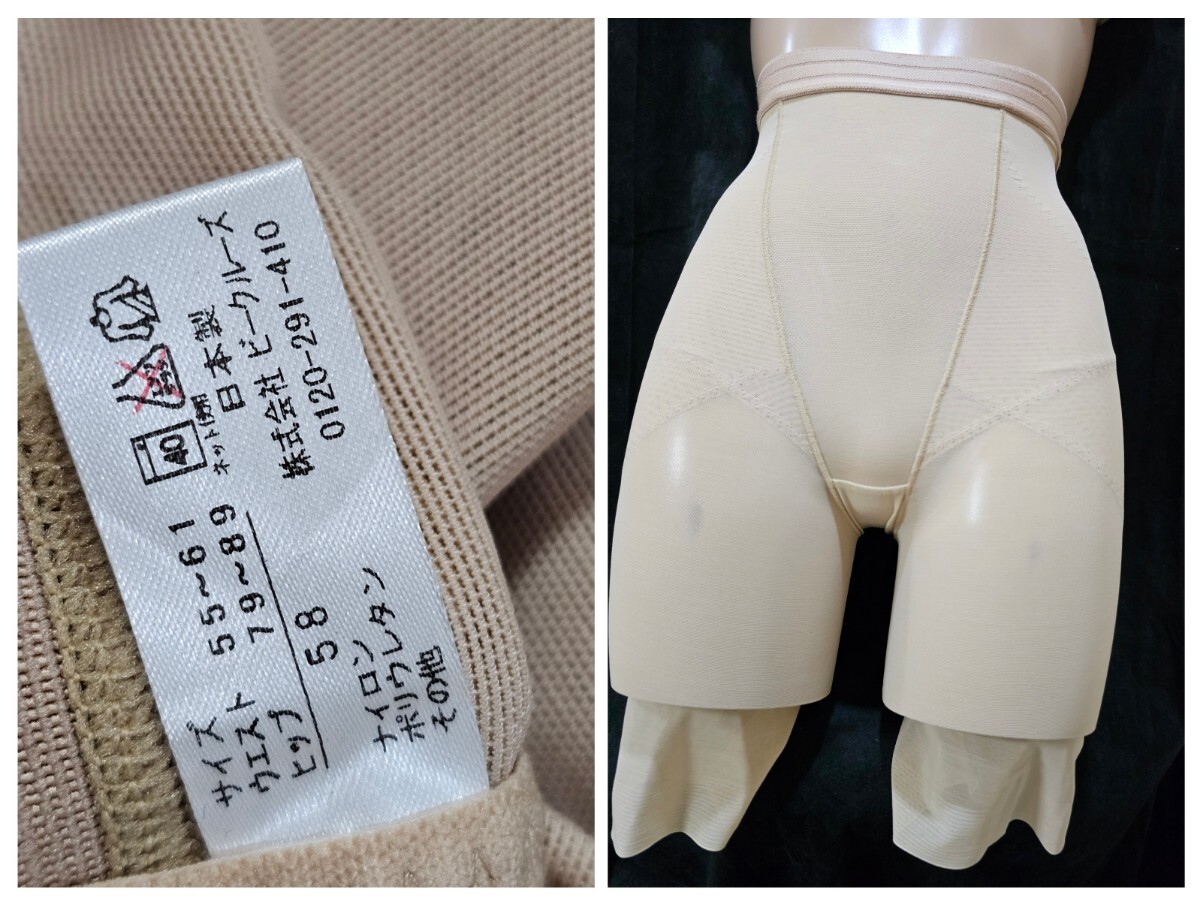 サイズ
ウエスト 55~61
ヒップ 79~89
58
ナイロン
ポリウレタン
その他
40
ネット使用
日本製
株式会社 ビークルーズ
0120-291-410